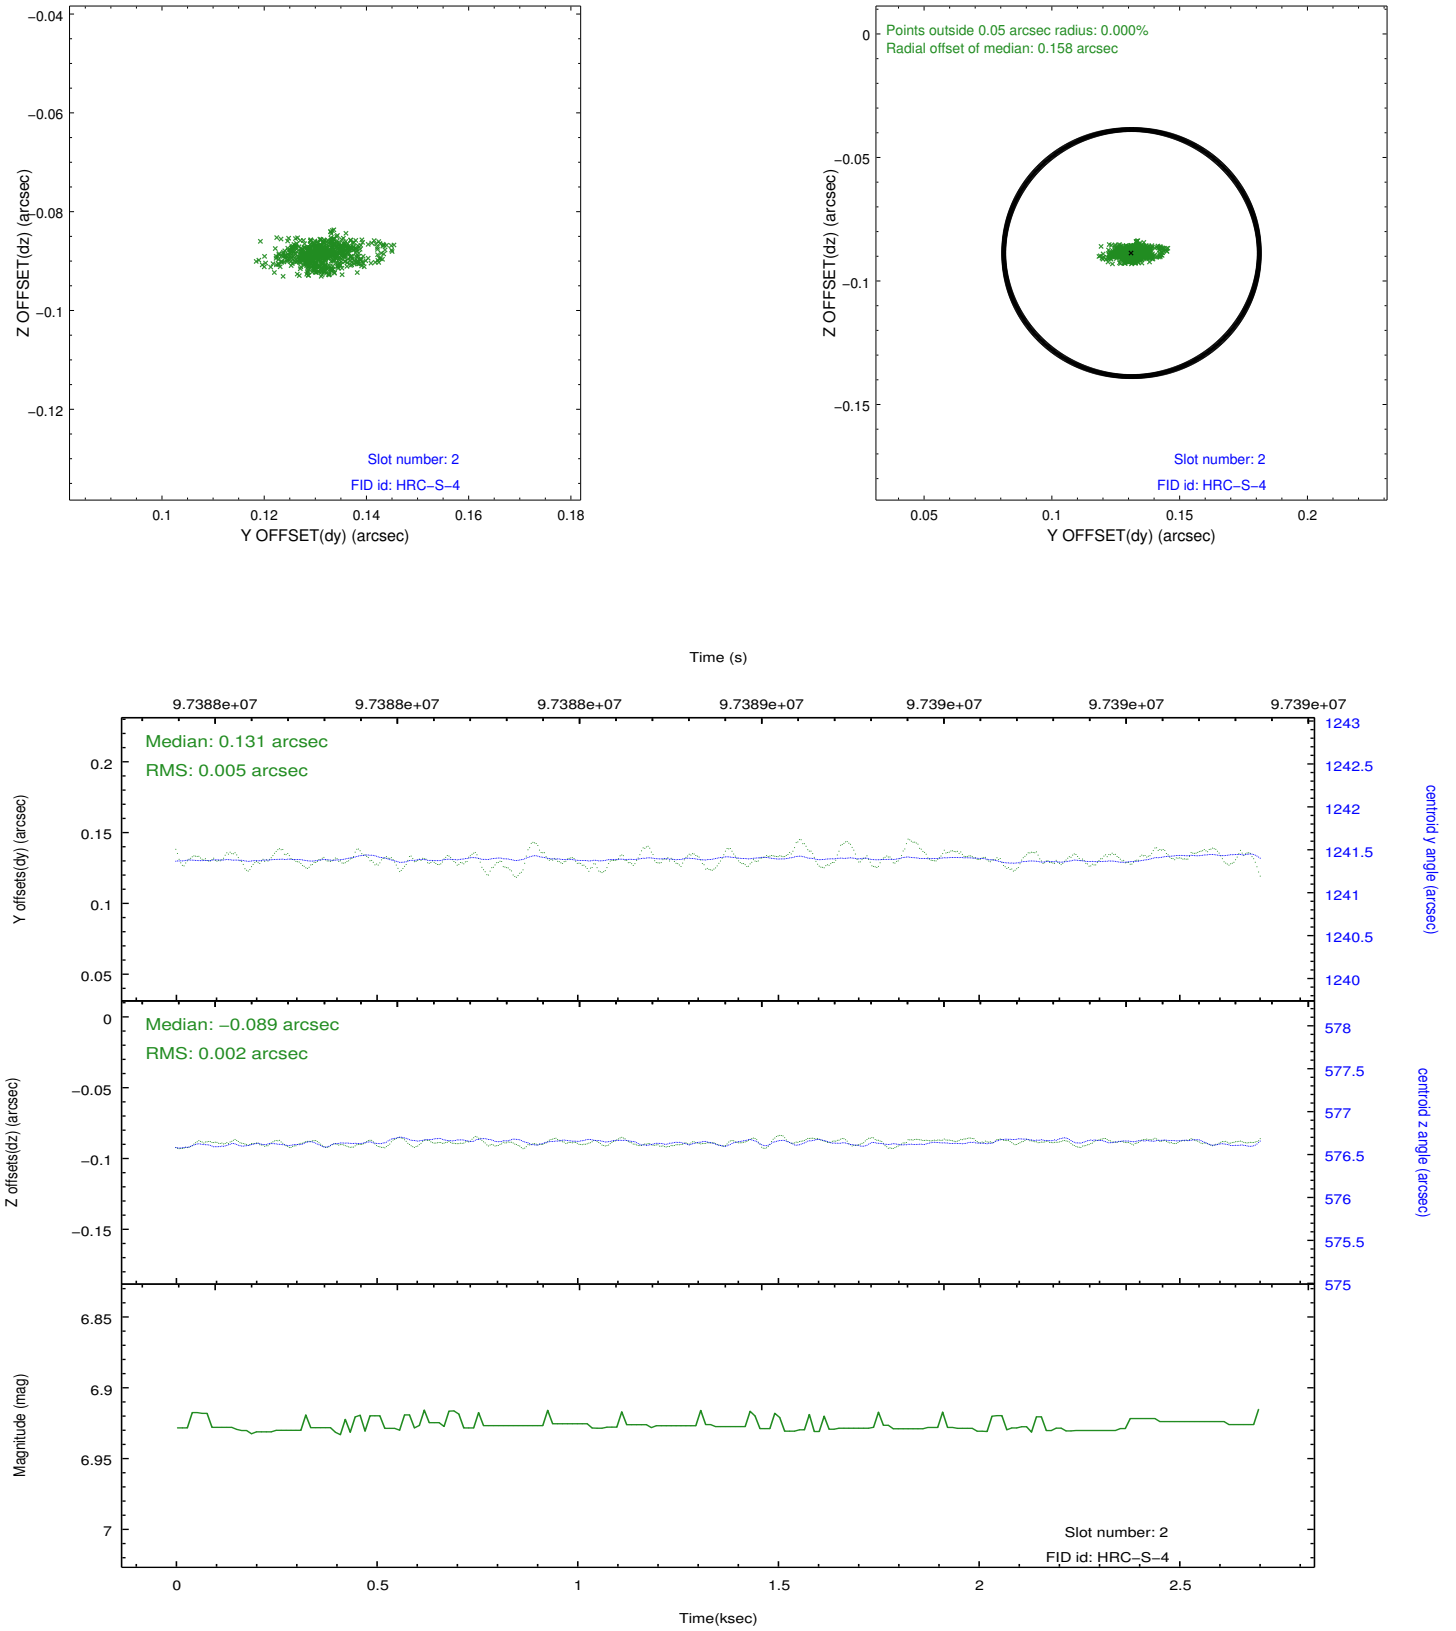 −0.04
−0.06
−0.08
−0.1
−0.12
Z OFFSET(dz) (arcsec)
Slot number: 2
FID id: HRC−S−4
0.1 0.12 0.14 0.16 0.18
Y OFFSET(dy) (arcsec)
Points outside 0.05 arcsec radius: 0.000%
Radial offset of median: 0.158 arcsec
0
−0.05
−0.1
−0.15
Z OFFSET(dz) (arcsec)
Slot number: 2
FID id: HRC−S−4
0.05 0.1 0.15 0.2
Y OFFSET(dy) (arcsec)
Time (s)
9.7388e+07 9.7388e+07 9.7388e+07 9.7389e+07 9.739e+07 9.739e+07 9.739e+07
Median: 0.131 arcsec
RMS: 0.005 arcsec
0.2
0.15
0.1
0.05
Y offsets(dy) (arcsec)
1243
1242.5
1242
1241.5
1241
1240.5
1240
centroid y angle (arcsec)
Median: −0.089 arcsec
RMS: 0.002 arcsec
0
−0.05
−0.1
−0.15
Z offsets(dz) (arcsec)
578
577.5
577
576.5
576
575.5
575
centroid z angle (arcsec)
6.85
6.9
6.95
7
Magnitude (mag)
Slot number: 2
FID id: HRC−S−4
0 0.5 1 1.5 2 2.5
Time(ksec)